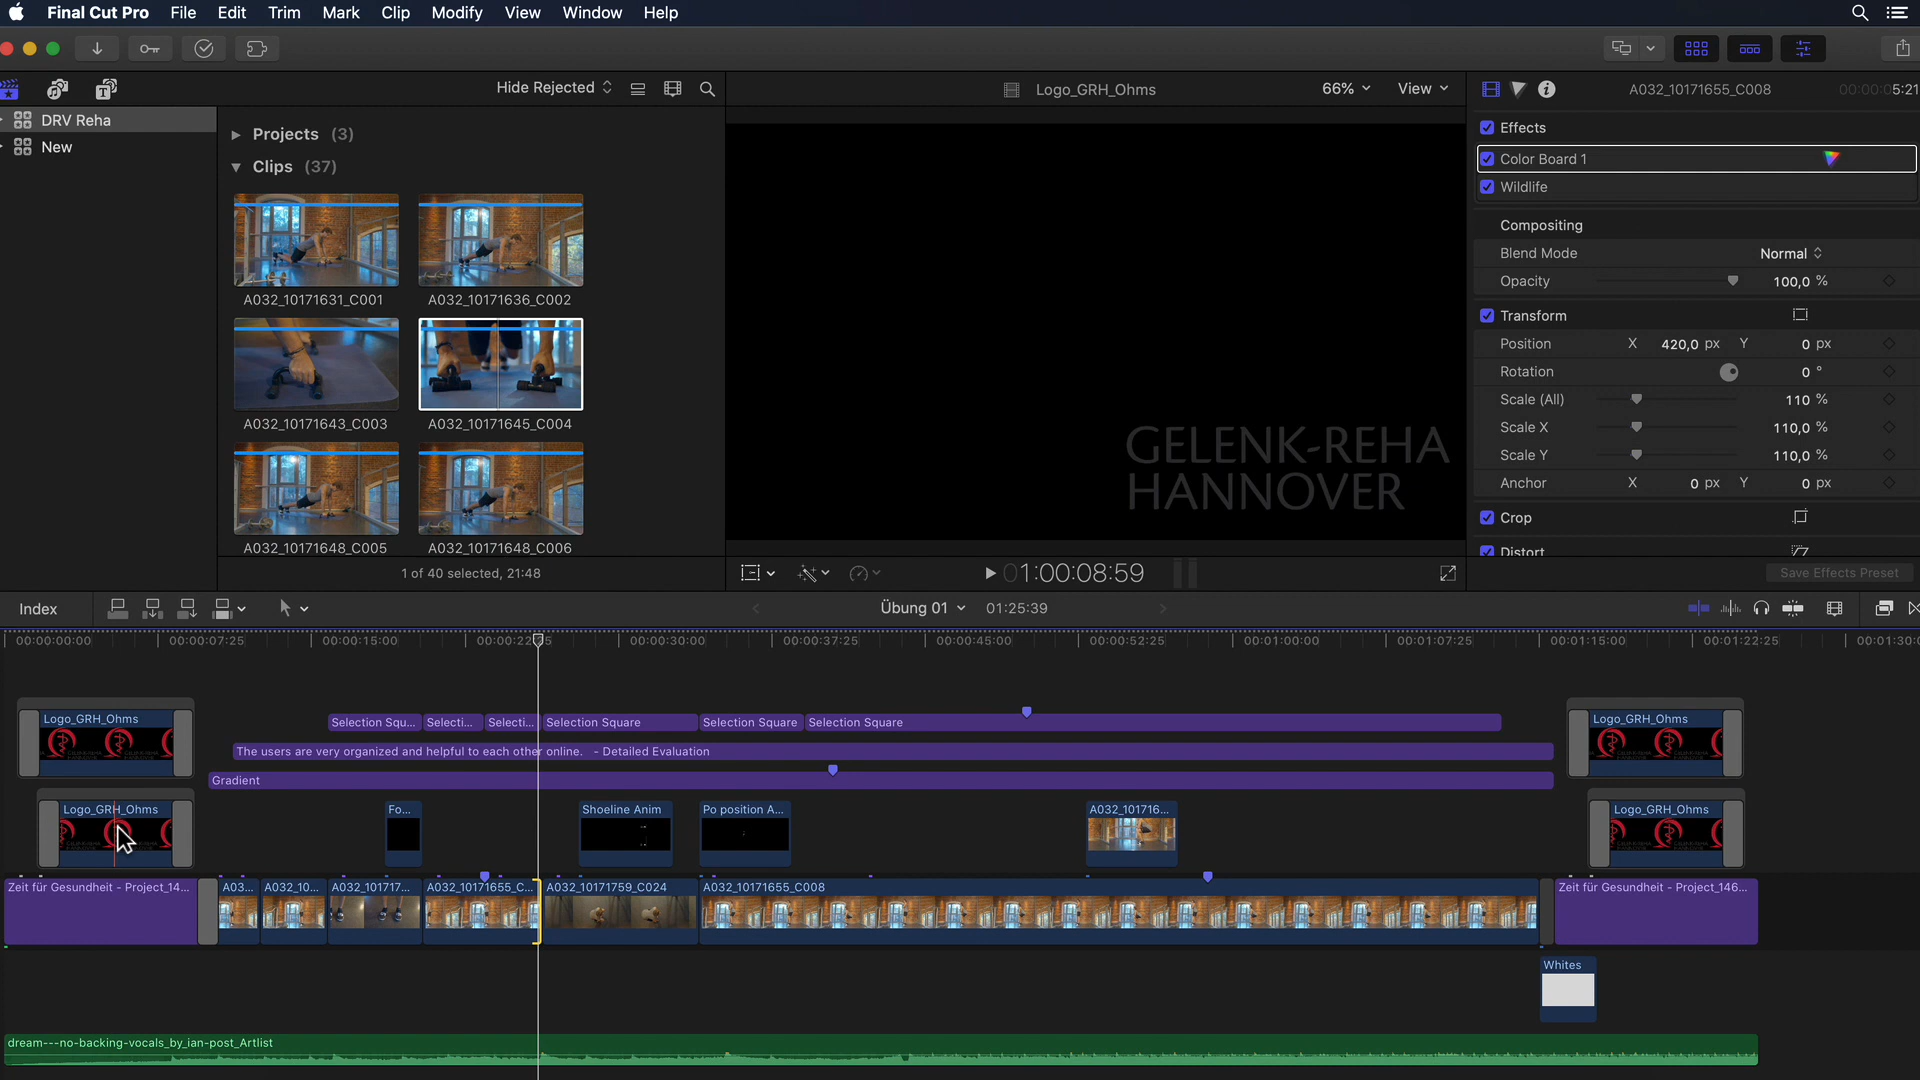 Final Cut Pro File Edit Trim Mark Clip Modify View Window Help
Hide Rejected
Logo_GRH_Ohms
66%
View
A032_10171655_C008
00:00:05:21
DRV Reha
New
Projects (3)
Clips (37)
A032_10171631_C001
A032_10171636_C002
A032_10171643_C003
A032_10171645_C004
A032_10171648_C005
A032_10171648_C006
1 of 40 selected, 21:48
GELENK-REHA
HANNOVER
01:00:08:59
Effects
Color Board 1
Wildlife
Compositing
Blend Mode Normal
Opacity 100,0 %
Transform
Position X 420,0 px Y 0 px
Rotation 0 °
Scale (All) 110 %
Scale X 110,0 %
Scale Y 110,0 %
Anchor X 0 px Y 0 px
Crop
Distort
Save Effects Preset
Index
Übung 01
01:25:39
00:00:00:00 00:00:07:25 00:00:15:00 00:00:22:25 00:00:30:00 00:00:37:25 00:00:45:00 00:00:52:25 00:01:00:00 00:01:07:25 00:01:15:00 00:01:22:25 00:01:30:0
Logo_GRH_Ohms
Selection Squ... Selecti... Selecti... Selection Square Selection Square Selection Square
Logo_GRH_Ohms
The users are very organized and helpful to each other online. - Detailed Evaluation
Gradient
Logo_GRH_Ohms
Fo...
Shoeline Anim
Po position A...
A032_101716...
Logo_GRH_Ohms
Zeit für Gesundheit - Project_14...
A03...
A032_10...
A032_101717...
A032_10171655_C...
A032_10171759_C024
A032_10171655_C008
Zeit für Gesundheit - Project_146...
Whites
dream---no-backing-vocals_by_ian-post_Artlist